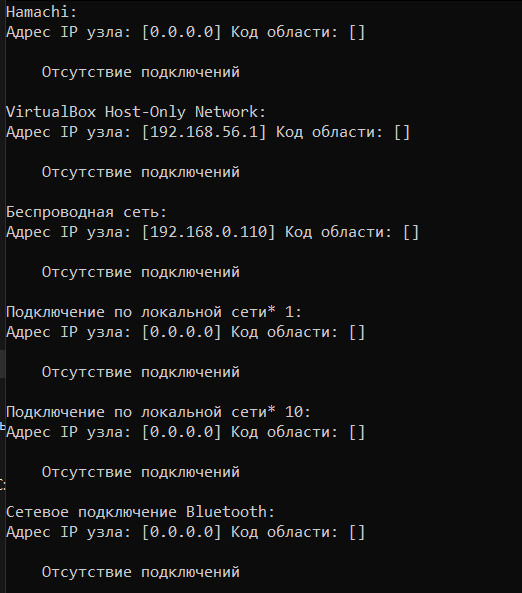 Hamachi:
Адрес IP узла: [0.0.0.0] Код области: []
Отсутствие подключений
VirtualBox Host-Only Network:
Адрес IP узла: [192.168.56.1] Код области: []
Отсутствие подключений
Беспроводная сеть:
Адрес IP узла: [192.168.0.110] Код области: []
Отсутствие подключений
Подключение по локальной сети* 1:
Адрес IP узла: [0.0.0.0] Код области: []
Отсутствие подключений
Подключение по локальной сети* 10:
Адрес IP узла: [0.0.0.0] Код области: []
Отсутствие подключений
Сетевое подключение Bluetooth:
Адрес IP узла: [0.0.0.0] Код области: []
Отсутствие подключений